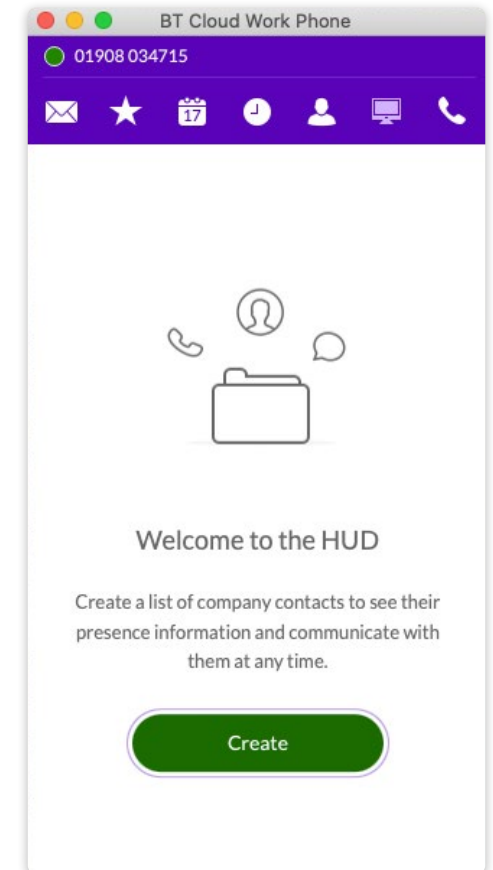 BT Cloud Work Phone
01908 034715
17
Welcome to the HUD
Create a list of company contacts to see their
presence information and communicate with
them at any time.
Create